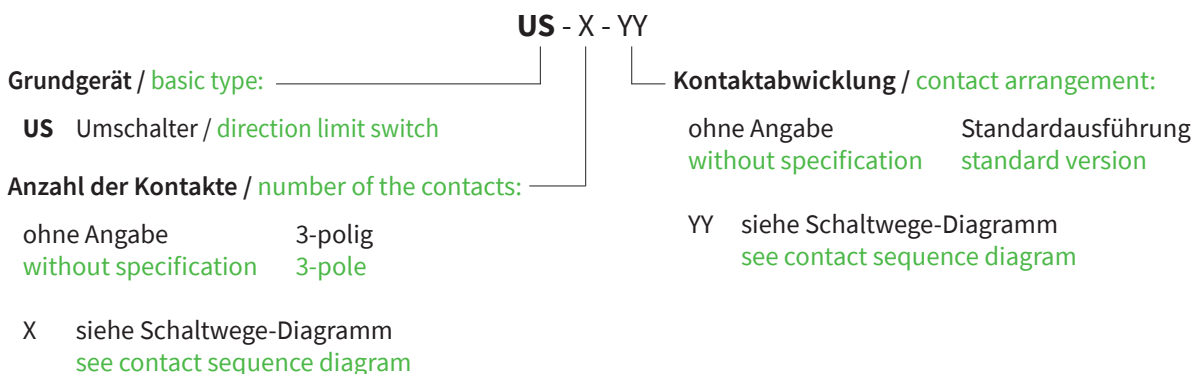 US - X - YY
Grundgerät / basic type:
US Umschalter / direction limit switch
Anzahl der Kontakte / number of the contacts:
ohne Angabe 3-polig
without specification 3-pole
X siehe Schaltwege-Diagramm
see contact sequence diagram
Kontaktabwicklung / contact arrangement:
ohne Angabe Standardausführung
without specification standard version
YY siehe Schaltwege-Diagramm
see contact sequence diagram